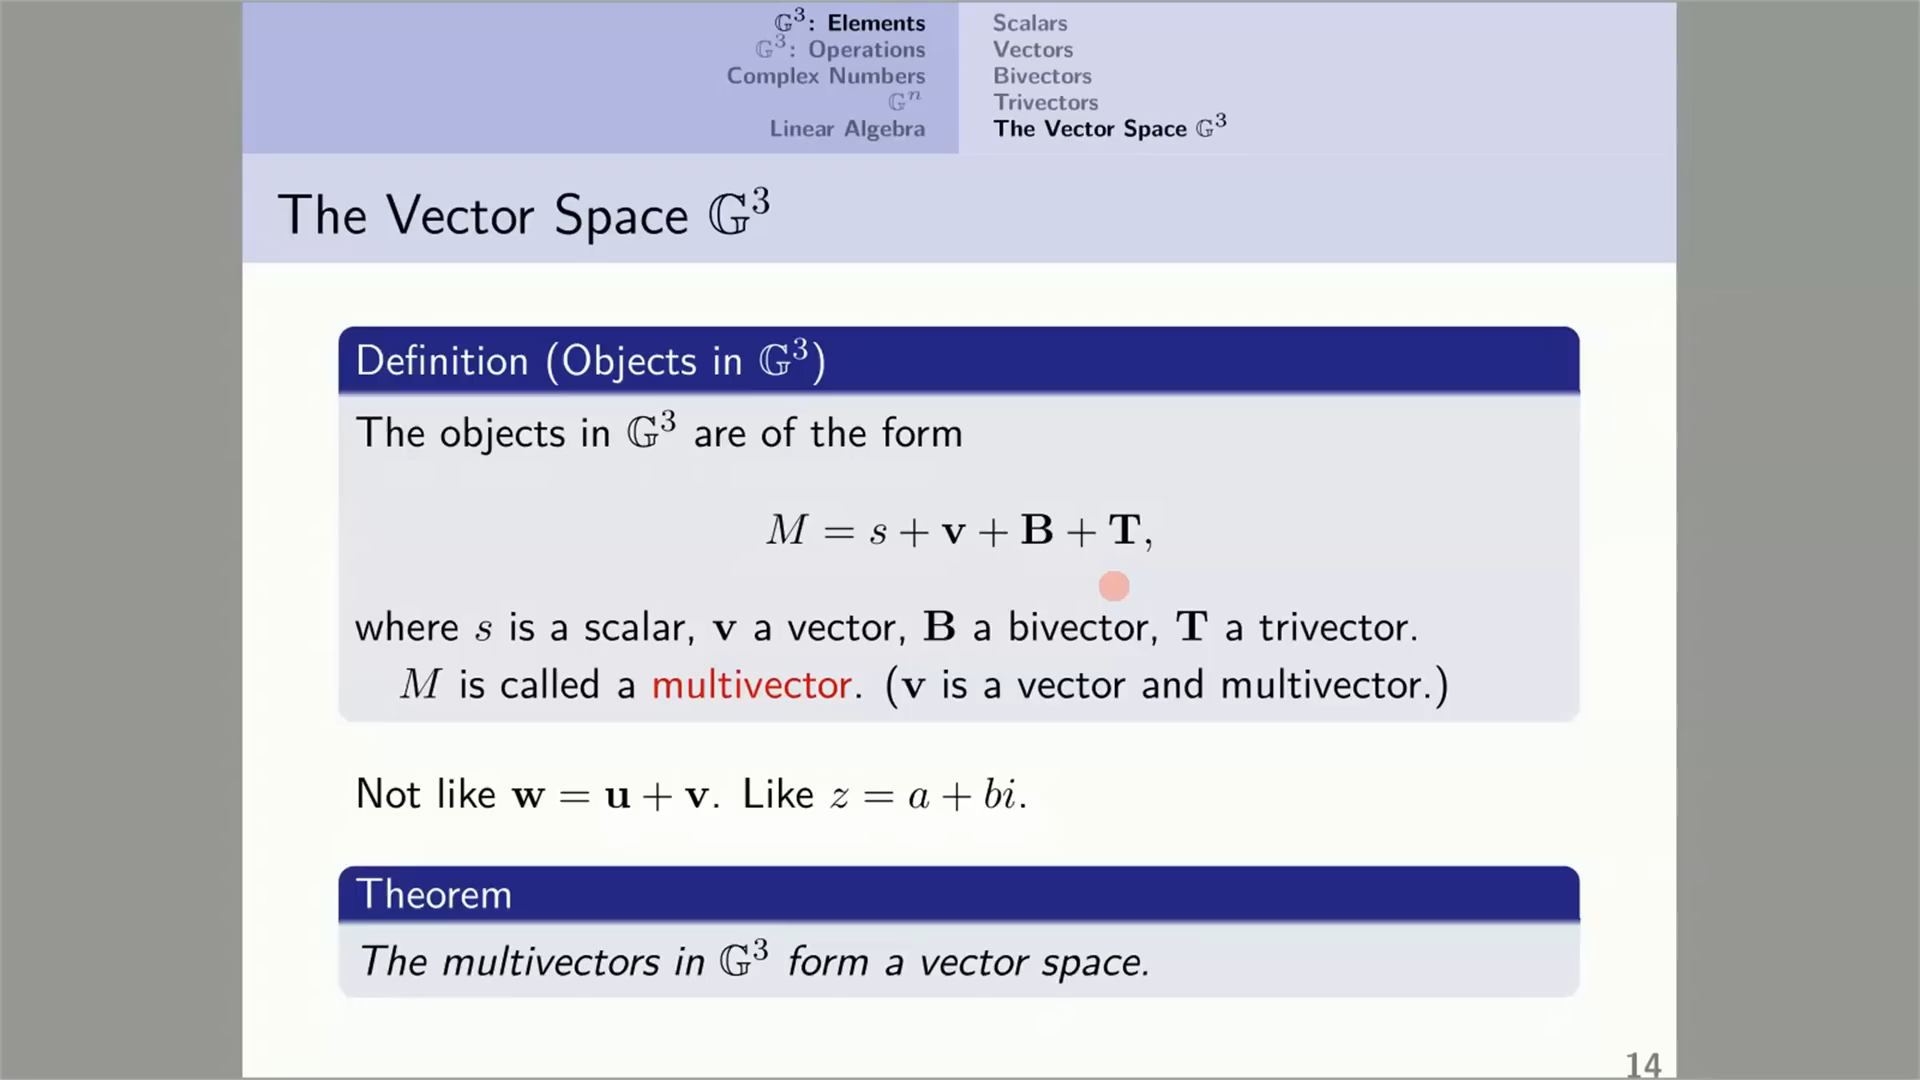 𝔾³: Elements
𝔾³: Operations
Complex Numbers
𝔾ⁿ
Linear Algebra
Scalars
Vectors
Bivectors
Trivectors
The Vector Space 𝔾³
The Vector Space 𝔾³
Definition (Objects in 𝔾³)
The objects in 𝔾³ are of the form
M = s + v + B + T,
where s is a scalar, v a vector, B a bivector, T a trivector.
M is called a multivector. (v is a vector and multivector.)
Not like w = u + v. Like z = a + bi.
Theorem
The multivectors in 𝔾³ form a vector space.
14